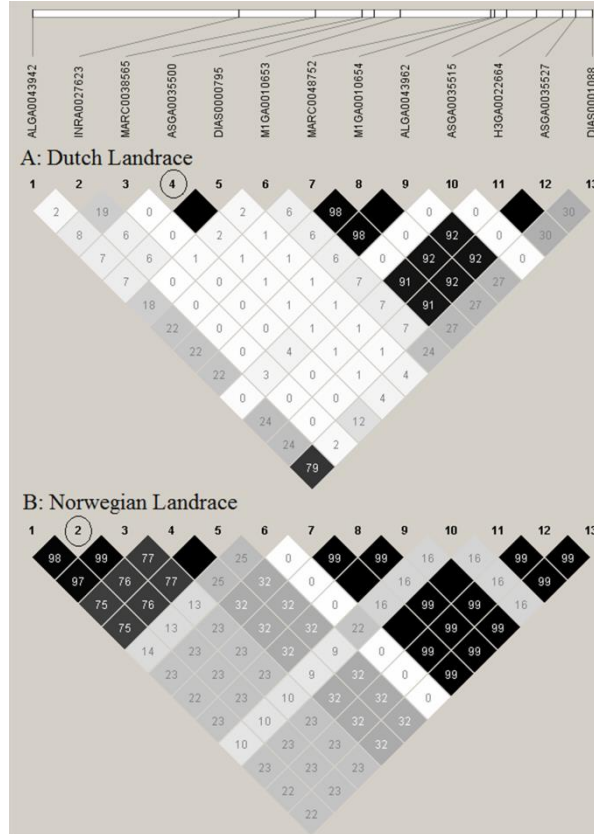 ALGA0043942
INRA0027623
MARC0038565
ASGA0035500
DIAS0000795
M1GA0010653
MARC0048752
M1GA0010654
ALGA0043962
ASGA0035515
H3GA0022664
ASGA0035527
DIAS0001088
A: Dutch Landrace
1 2 3 4 5 6 7 8 9 10 11 12 13
2 19 0 2 6 98 0 0 30
8 6 0 2 1 6 98 0 92 0 30
7 6 1 1 1 6 0 92 92 0
7 0 0 0 1 7 91 92 27
18 0 0 1 1 7 91 27
22 0 0 1 1 7 27
22 0 4 1 1 24
22 3 0 1 4
0 0 0 4
24 0 12
24 2
79
B: Norwegian Landrace
1 2 3 4 5 6 7 8 9 10 11 12 13
98 99 77 25 0 99 99 16 16 99 99
97 76 77 25 32 0 16 16 99
75 76 13 32 32 0 16 99 99 16
75 13 23 32 32 22 99 99
14 23 23 32 9 0 99 99
23 23 23 9 32 0 99
22 23 10 32 32 0
23 10 23 32 32
10 23 23 32
23 23 23
22 23
22